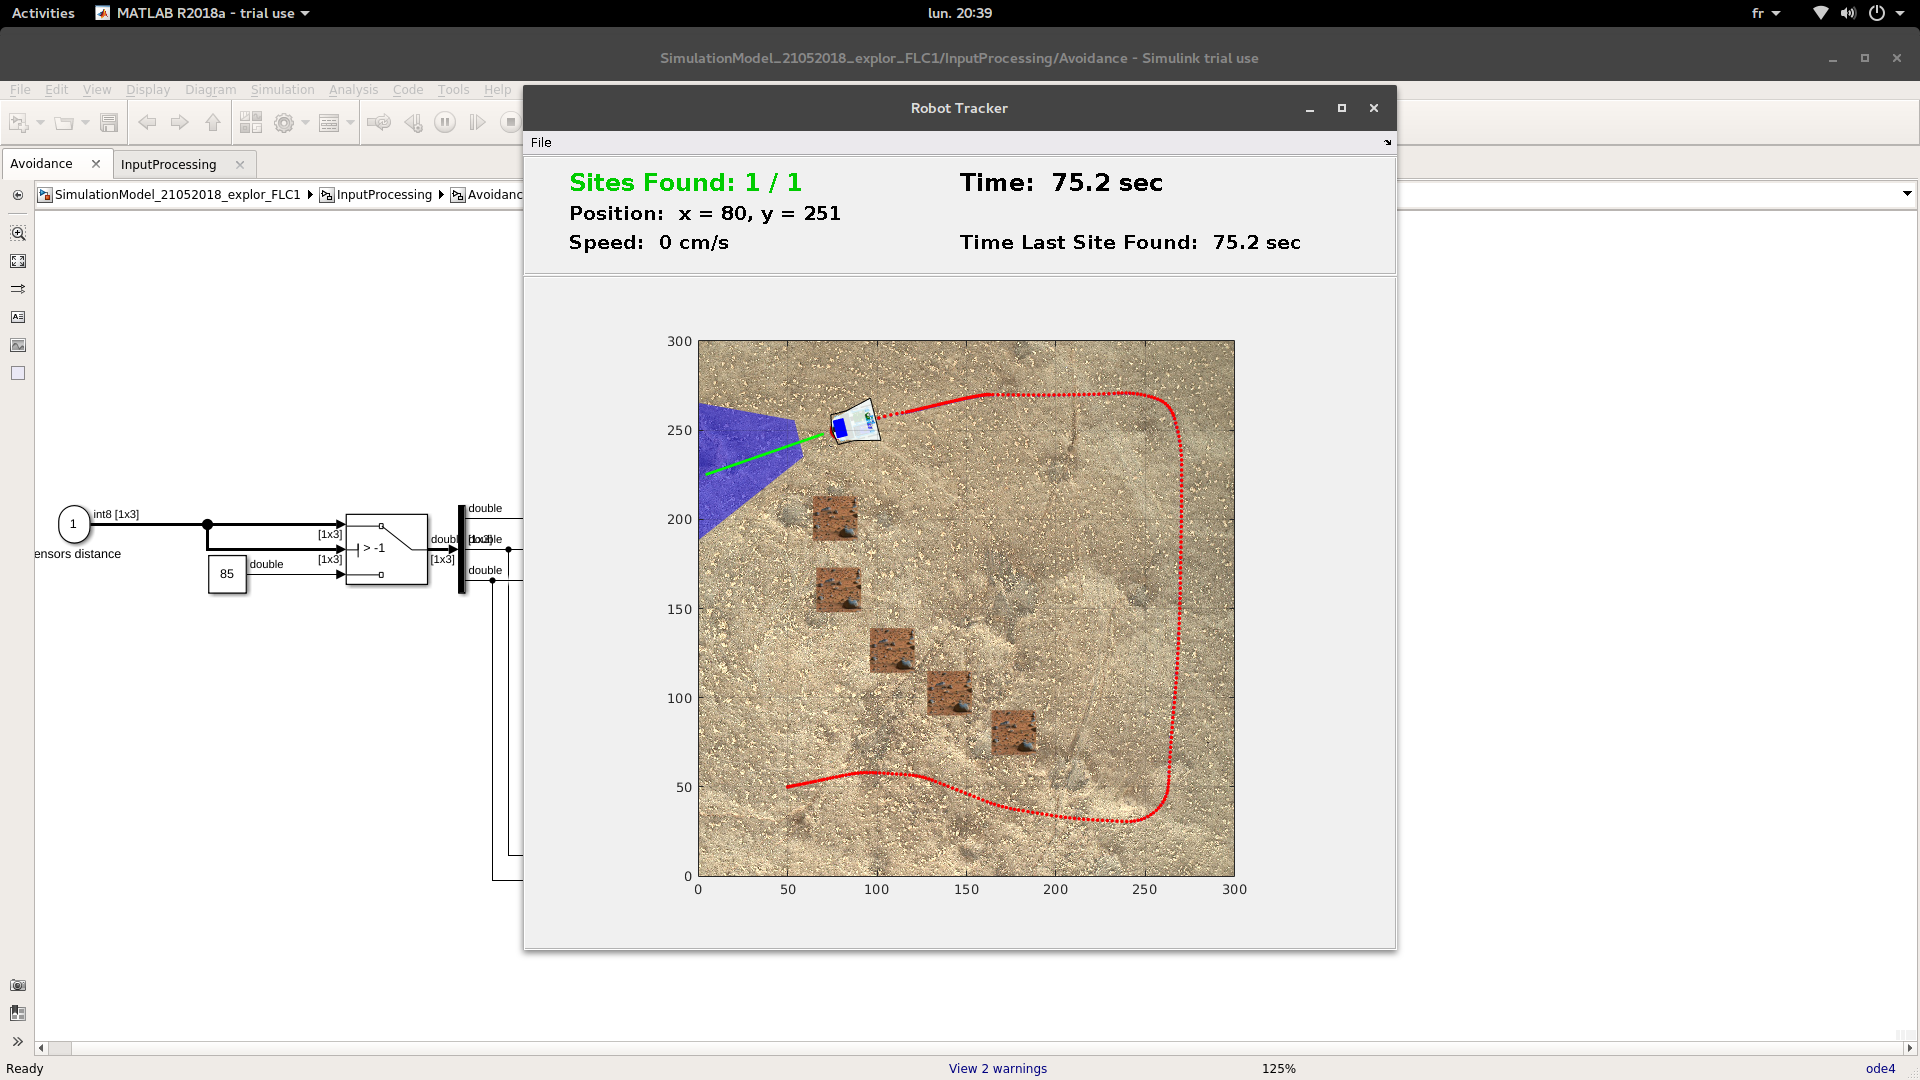 Activities MATLAB R2018a - trial use lun. 20:39 fr
SimulationModel_21052018_explor_FLC1/InputProcessing/Avoidance - Simulink trial use
File Edit View Display Diagram Simulation Analysis Code Tools Help
Robot Tracker
File
Avoidance InputProcessing
SimulationModel_21052018_explor_FLC1 InputProcessing Avoidanc
Sites Found: 1 / 1 Time: 75.2 sec
Position: x = 80, y = 251
Speed: 0 cm/s Time Last Site Found: 75.2 sec
300
250
200
150
100
50
0
0 50 100 150 200 250 300
1
int8 [1x3]
ensors distance
85
double
[1x3]
[1x3]
> -1
[1x3]
double
double
double
Ready View 2 warnings 125% ode4